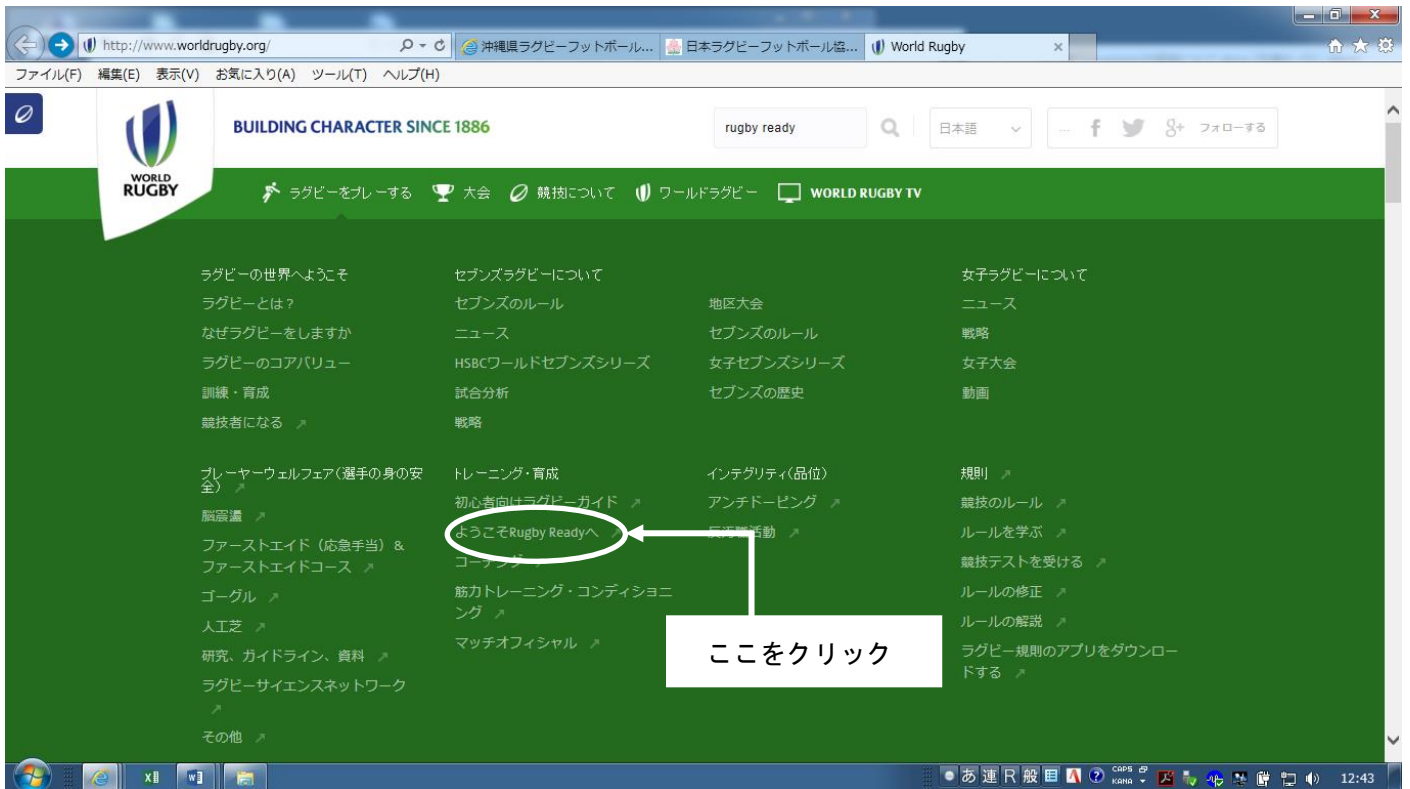 http://www.worldrugby.org/
沖縄県ラグビーフットボール...
日本ラグビーフットボール協...
World Rugby
ファイル(F) 編集(E) 表示(V) お気に入り(A) ツール(T) ヘルプ(H)
WORLD
RUGBY
BUILDING CHARACTER SINCE 1886
rugby ready
日本語
... フォローする
ラグビーをプレーする 大会 競技について ワールドラグビー WORLD RUGBY TV
ラグビーの世界へようこそ
ラグビーとは？
なぜラグビーをしますか
ラグビーのコアバリュー
訓練・育成
競技者になる
セブンズラグビーについて
セブンズのルール
ニュース
HSBCワールドセブンズシリーズ
試合分析
戦略
地区大会
セブンズのルール
女子セブンズシリーズ
セブンズの歴史
女子ラグビーについて
ニュース
戦略
女子大会
動画
プレーヤーウェルフェア(選手の身の安
全)
脳震盪
ファーストエイド（応急手当）&
ファーストエイドコース
ゴーグル
人工芝
研究、ガイドライン、資料
ラグビーサイエンスネットワーク
その他
トレーニング・育成
初心者向けラグビーガイド
ようこそRugby Readyへ
コーチング
筋力トレーニング・コンディショニ
ング
マッチオフィシャル
インテグリティ(品位)
アンチドーピング
反汚職活動
規則
競技のルール
ルールを学ぶ
競技テストを受ける
ルールの修正
ルールの解説
ラグビー規則のアプリをダウンロー
ドする
ここをクリック
あ 連 R 般 CAPS KANA 12:43